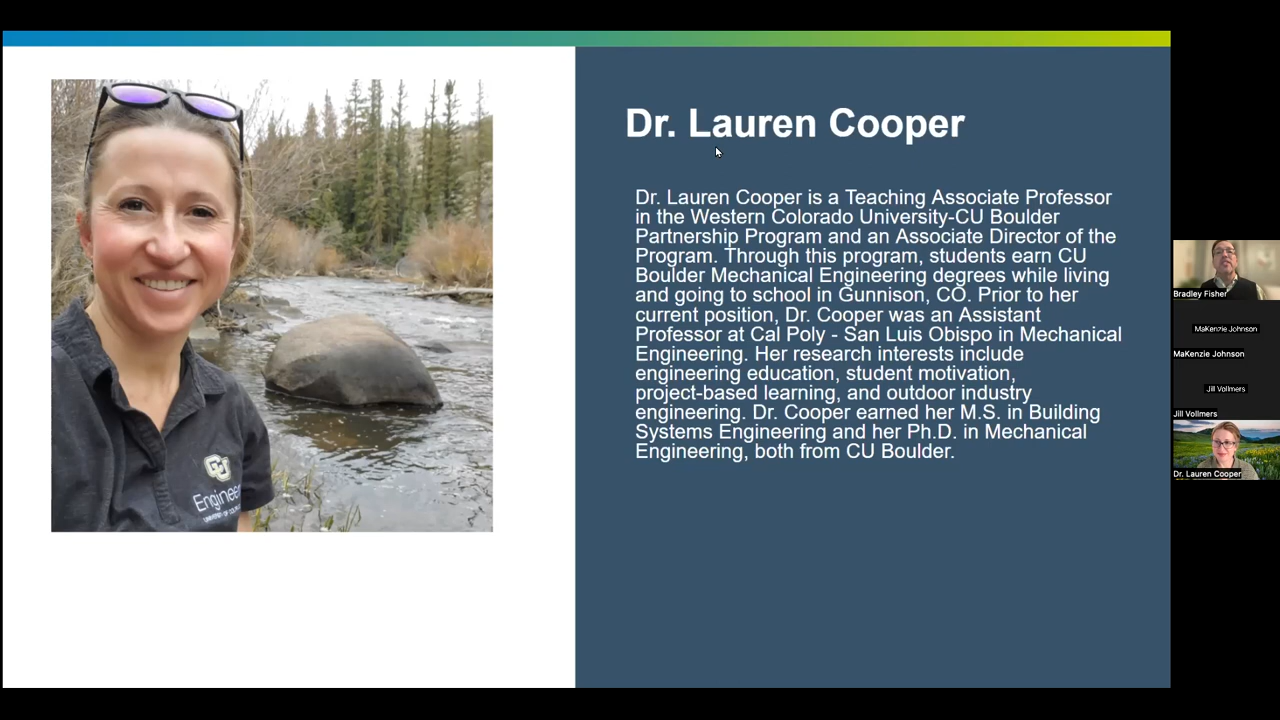 Dr. Lauren Cooper
Dr. Lauren Cooper is a Teaching Associate Professor
in the Western Colorado University-CU Boulder
Partnership Program and an Associate Director of the
Program. Through this program, students earn CU
Boulder Mechanical Engineering degrees while living
and going to school in Gunnison, CO. Prior to her
current position, Dr. Cooper was an Assistant
Professor at Cal Poly - San Luis Obispo in Mechanical
Engineering. Her research interests include
engineering education, student motivation,
project-based learning, and outdoor industry
engineering. Dr. Cooper earned her M.S. in Building
Systems Engineering and her Ph.D. in Mechanical
Engineering, both from CU Boulder.
CU
Bradley Fisher
MaKenzie Johnson
MaKenzie Johnson
Jill Vollmers
Jill Vollmers
Dr. Lauren Cooper